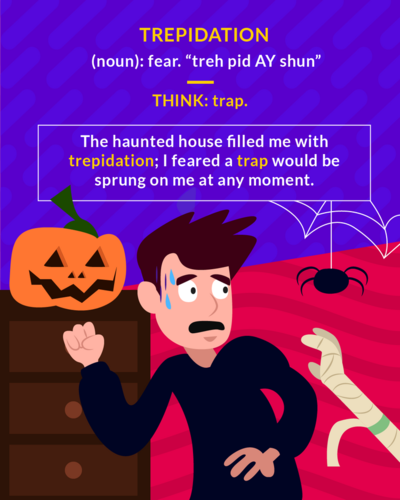 TREPIDATION
(noun): fear. “treh pid AY shun”
THINK: trap.
The haunted house filled me with
trepidation; I feared a trap would be
sprung on me at any moment.